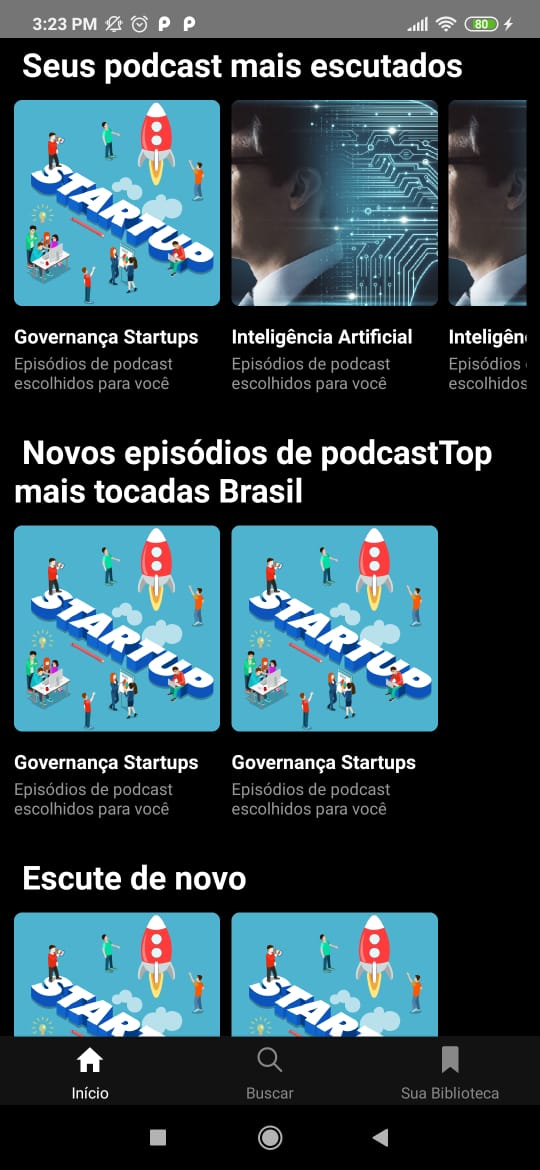 3:23 PM
80
Seus podcast mais escutados
STARTUP
Governança Startups
Inteligência Artificial
Inteligên
Episódios de podcast
escolhidos para você
Episódios de podcast
escolhidos para você
Episódios
escolhidos
Novos episódios de podcastTop
mais tocadas Brasil
STARTUP
STARTUP
Governança Startups
Governança Startups
Episódios de podcast
escolhidos para você
Episódios de podcast
escolhidos para você
Escute de novo
START
START
Início
Buscar
Sua Biblioteca